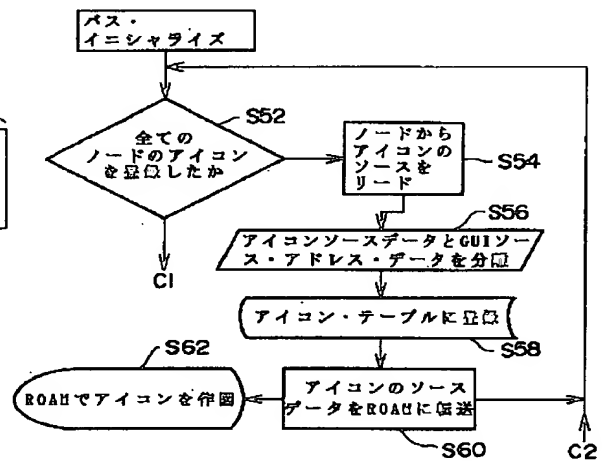 バス・
イニシャライズ
S52
全ての
ノードのアイコン
を登録したか
ノードから
アイコンの
ソースを
リード
S54
S56
アイコンソースデータとGUIソー
ス・アドレス・データを分離
C1
アイコン・テーブルに登録
S58
S62
ROAMでアイコンを作図
アイコンのソース
データをROAMに転送
S60
C2